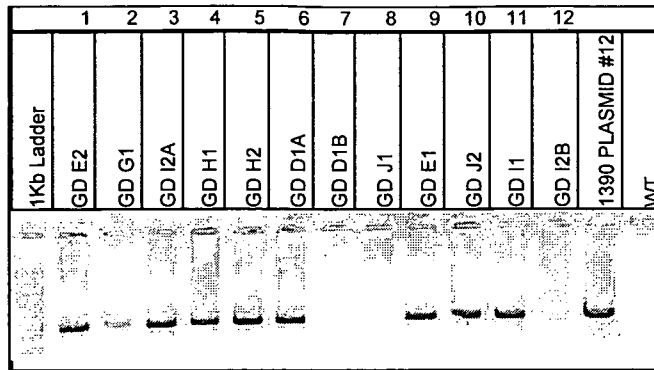 1 2 3 4 5 6 7 8 9 10 11 12
1Kb Ladder
GD E2
GD G1
GD I2A
GD H1
GD H2
GD D1A
GD D1B
GD J1
GD E1
GD J2
GD I1
GD I2B
1390 PLASMID #12
WT